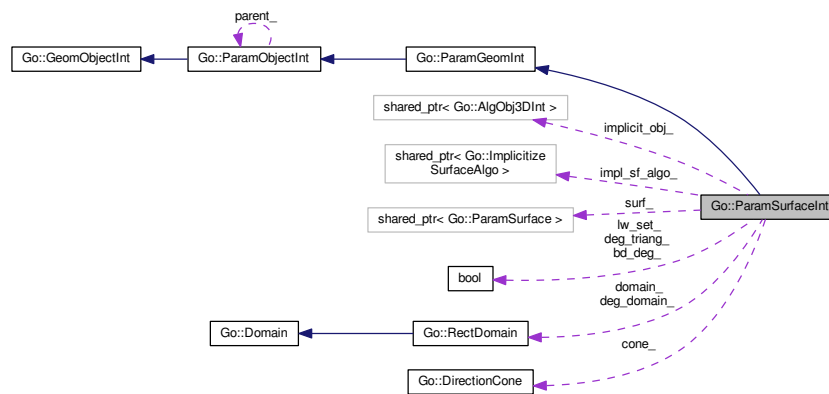 parent_
Go::GeomObjectInt
Go::ParamObjectInt
Go::ParamGeomInt
shared_ptr< Go::AlgObj3DInt >
implicit_obj_
shared_ptr< Go::Implicitize
SurfaceAlgo >
impl_sf_algo_
Go::ParamSurfaceInt
shared_ptr< Go::ParamSurface >
surf_
lw_set_
deg_triang_
bd_deg_
bool
domain_
deg_domain_
Go::Domain
Go::RectDomain
cone_
Go::DirectionCone